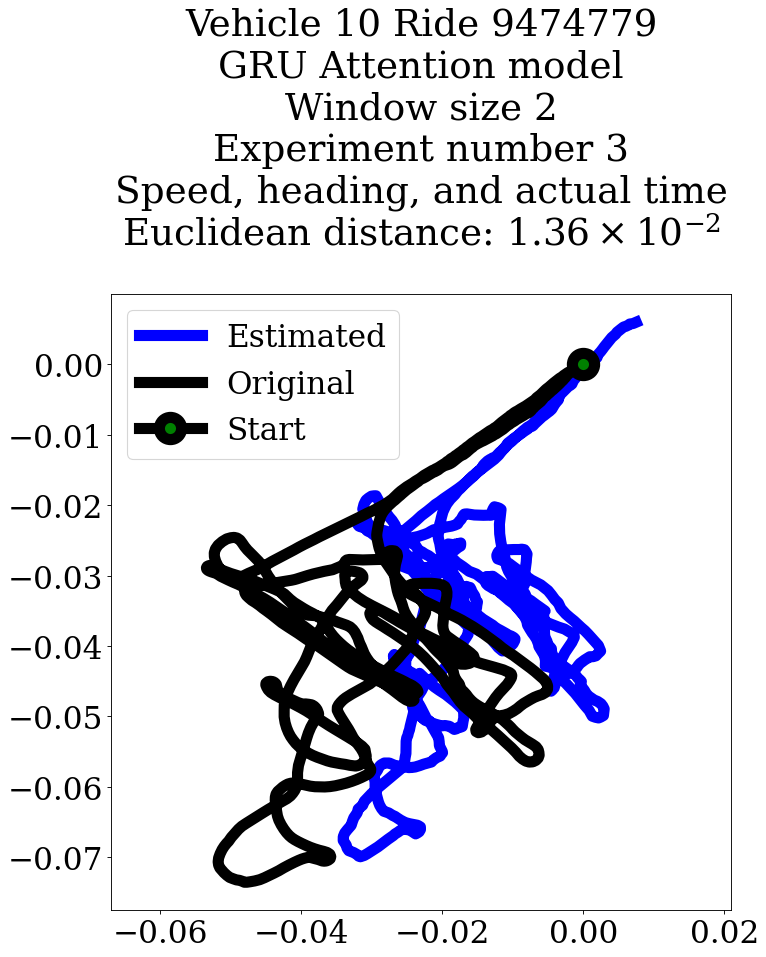 Vehicle 10 Ride 9474779
GRU Attention model
Window size 2
Experiment number 3
Speed, heading, and actual time
Euclidean distance: 1.36 × 10⁻²
Estimated
Original
Start
0.00
−0.01
−0.02
−0.03
−0.04
−0.05
−0.06
−0.07
−0.06 −0.04 −0.02 0.00 0.02